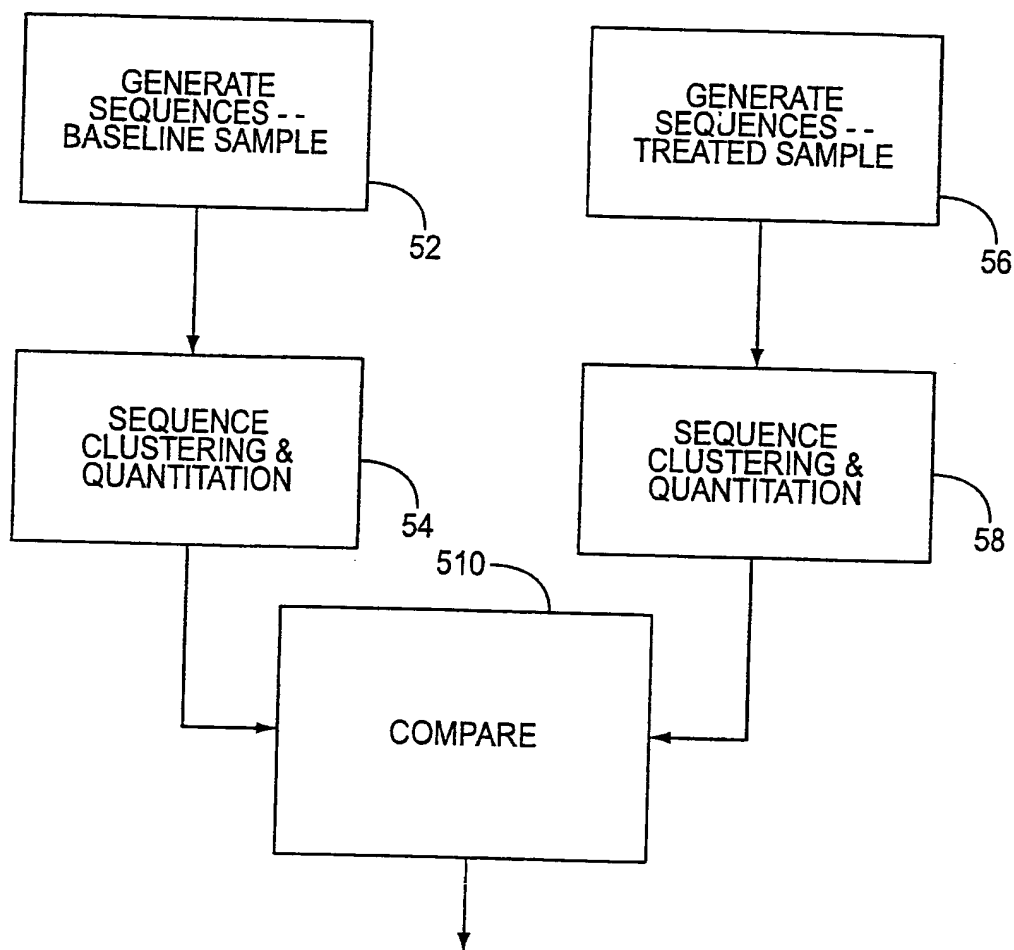 GENERATE
SEQUENCES --
BASELINE SAMPLE
52
GENERATE
SEQUENCES --
TREATED SAMPLE
56
SEQUENCE
CLUSTERING &
QUANTITATION
54
SEQUENCE
CLUSTERING &
QUANTITATION
58
510
COMPARE